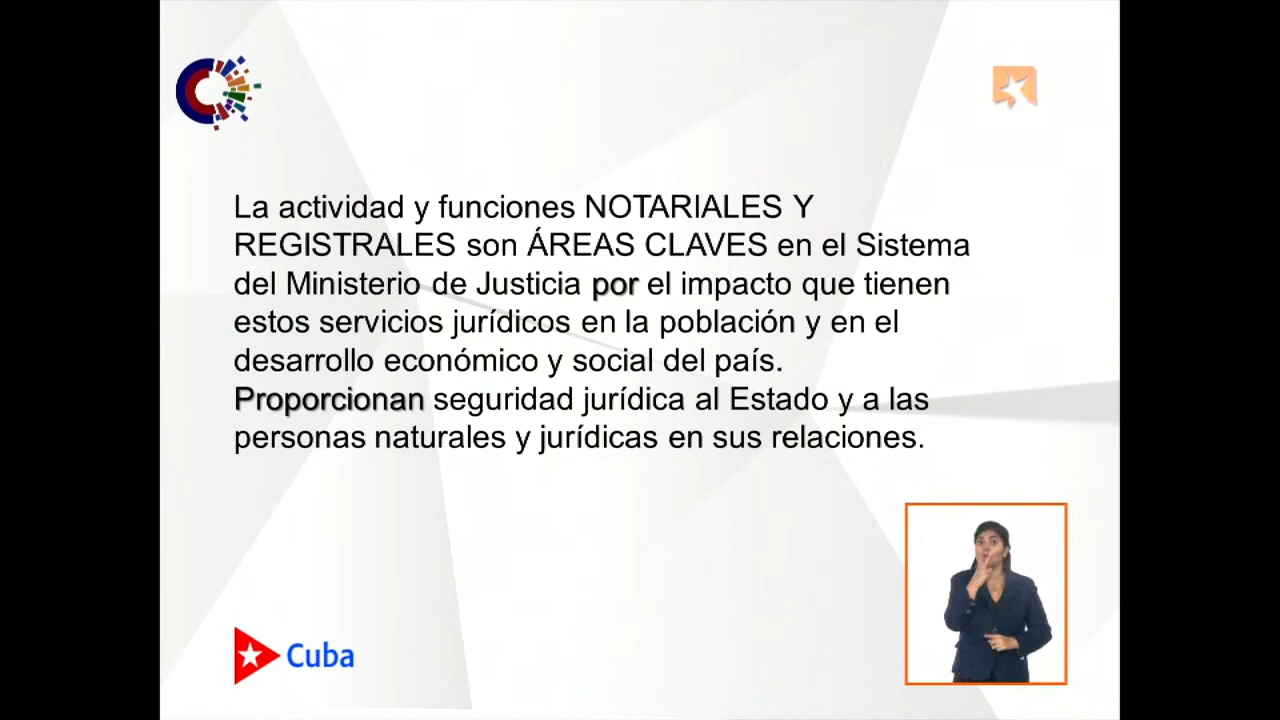 La actividad y funciones NOTARIALES Y
REGISTRALES son ÁREAS CLAVES en el Sistema
del Ministerio de Justicia por el impacto que tienen
estos servicios jurídicos en la población y en el
desarrollo económico y social del país.
Proporcionan seguridad jurídica al Estado y a las
personas naturales y jurídicas en sus relaciones.
Cuba